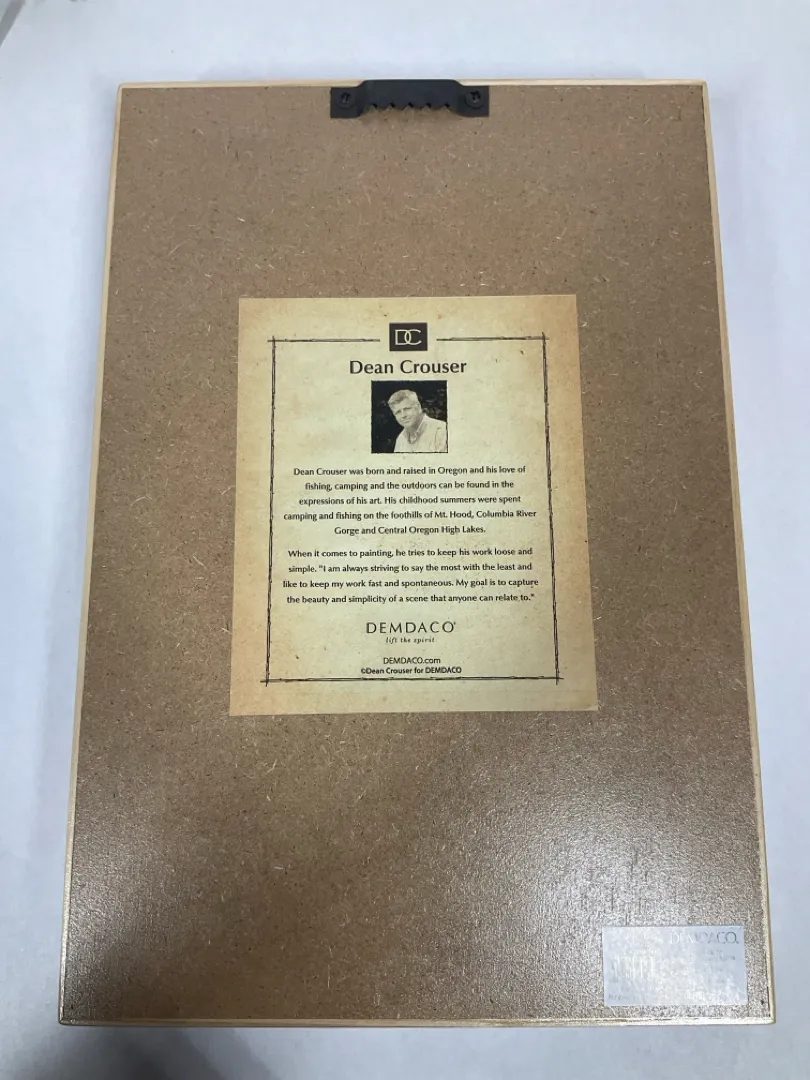 DC
Dean Crouser
Dean Crouser was born and raised in Oregon and his love of
fishing, camping and the outdoors can be found in the
expressions of his art. His childhood summers were spent
camping and fishing on the foothills of Mt. Hood, Columbia River
Gorge and Central Oregon High Lakes.
When it comes to painting, he tries to keep his work loose and
simple. "I am always striving to say the most with the least and
like to keep my work fast and spontaneous. My goal is to capture
the beauty and simplicity of a scene that anyone can relate to."
DEMDACO®
lift the spirit
DEMDACO.com
©Dean Crouser for DEMDACO
DEMDACO.